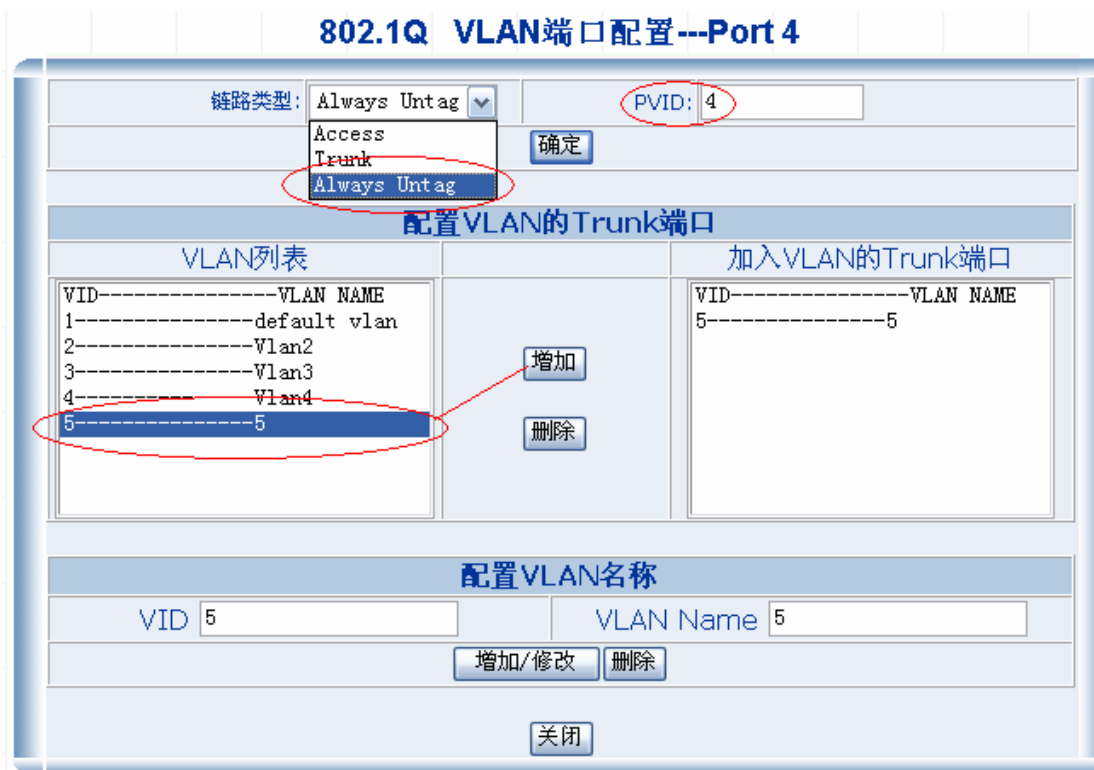 802.1Q VLAN端口配置---Port 4
链路类型: Always Untag PVID: 4
Access
Trunk
Always Untag
确定
配置VLAN的Trunk端口
VLAN列表 加入VLAN的Trunk端口
VID---------------VLAN NAME VID---------------VLAN NAME
1---------------default vlan 5---------------5
2---------------Vlan2
3---------------Vlan3
4---------------Vlan4
5---------------5
增加
删除
配置VLAN名称
VID 5 VLAN Name 5
增加/修改 删除
关闭